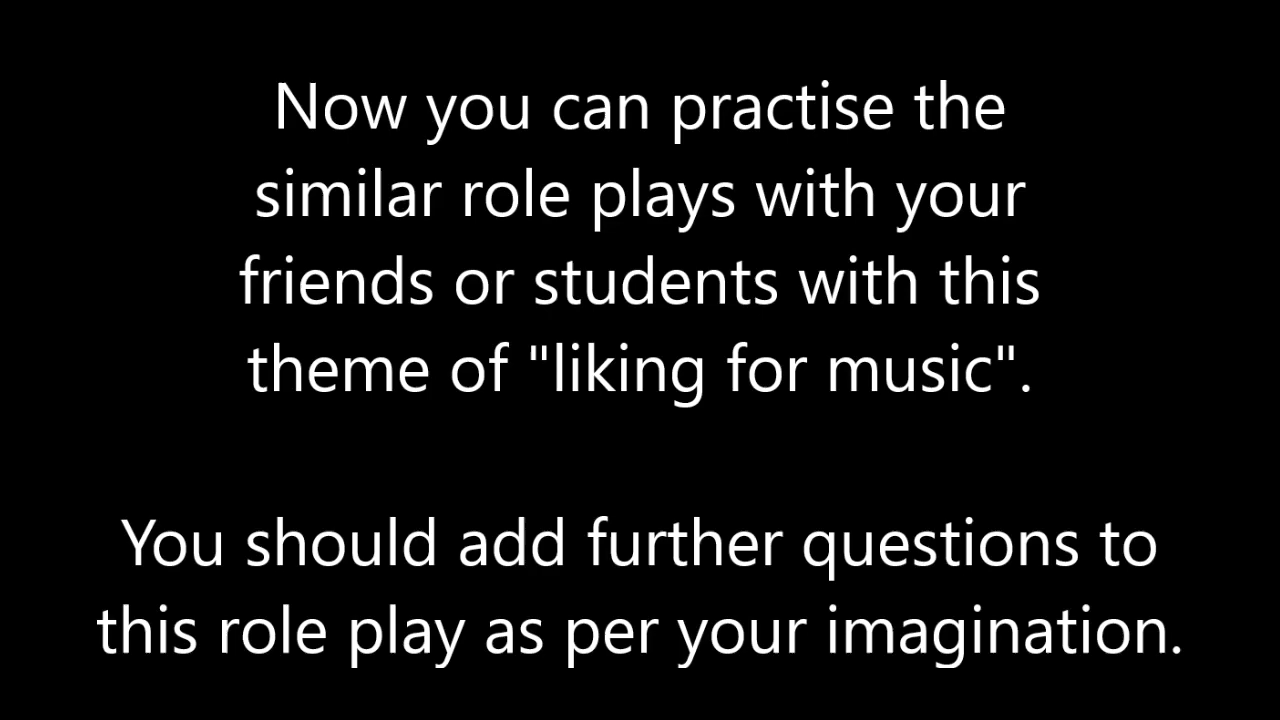 Now you can practise the
similar role plays with your
friends or students with this
theme of "liking for music".
You should add further questions to
this role play as per your imagination.